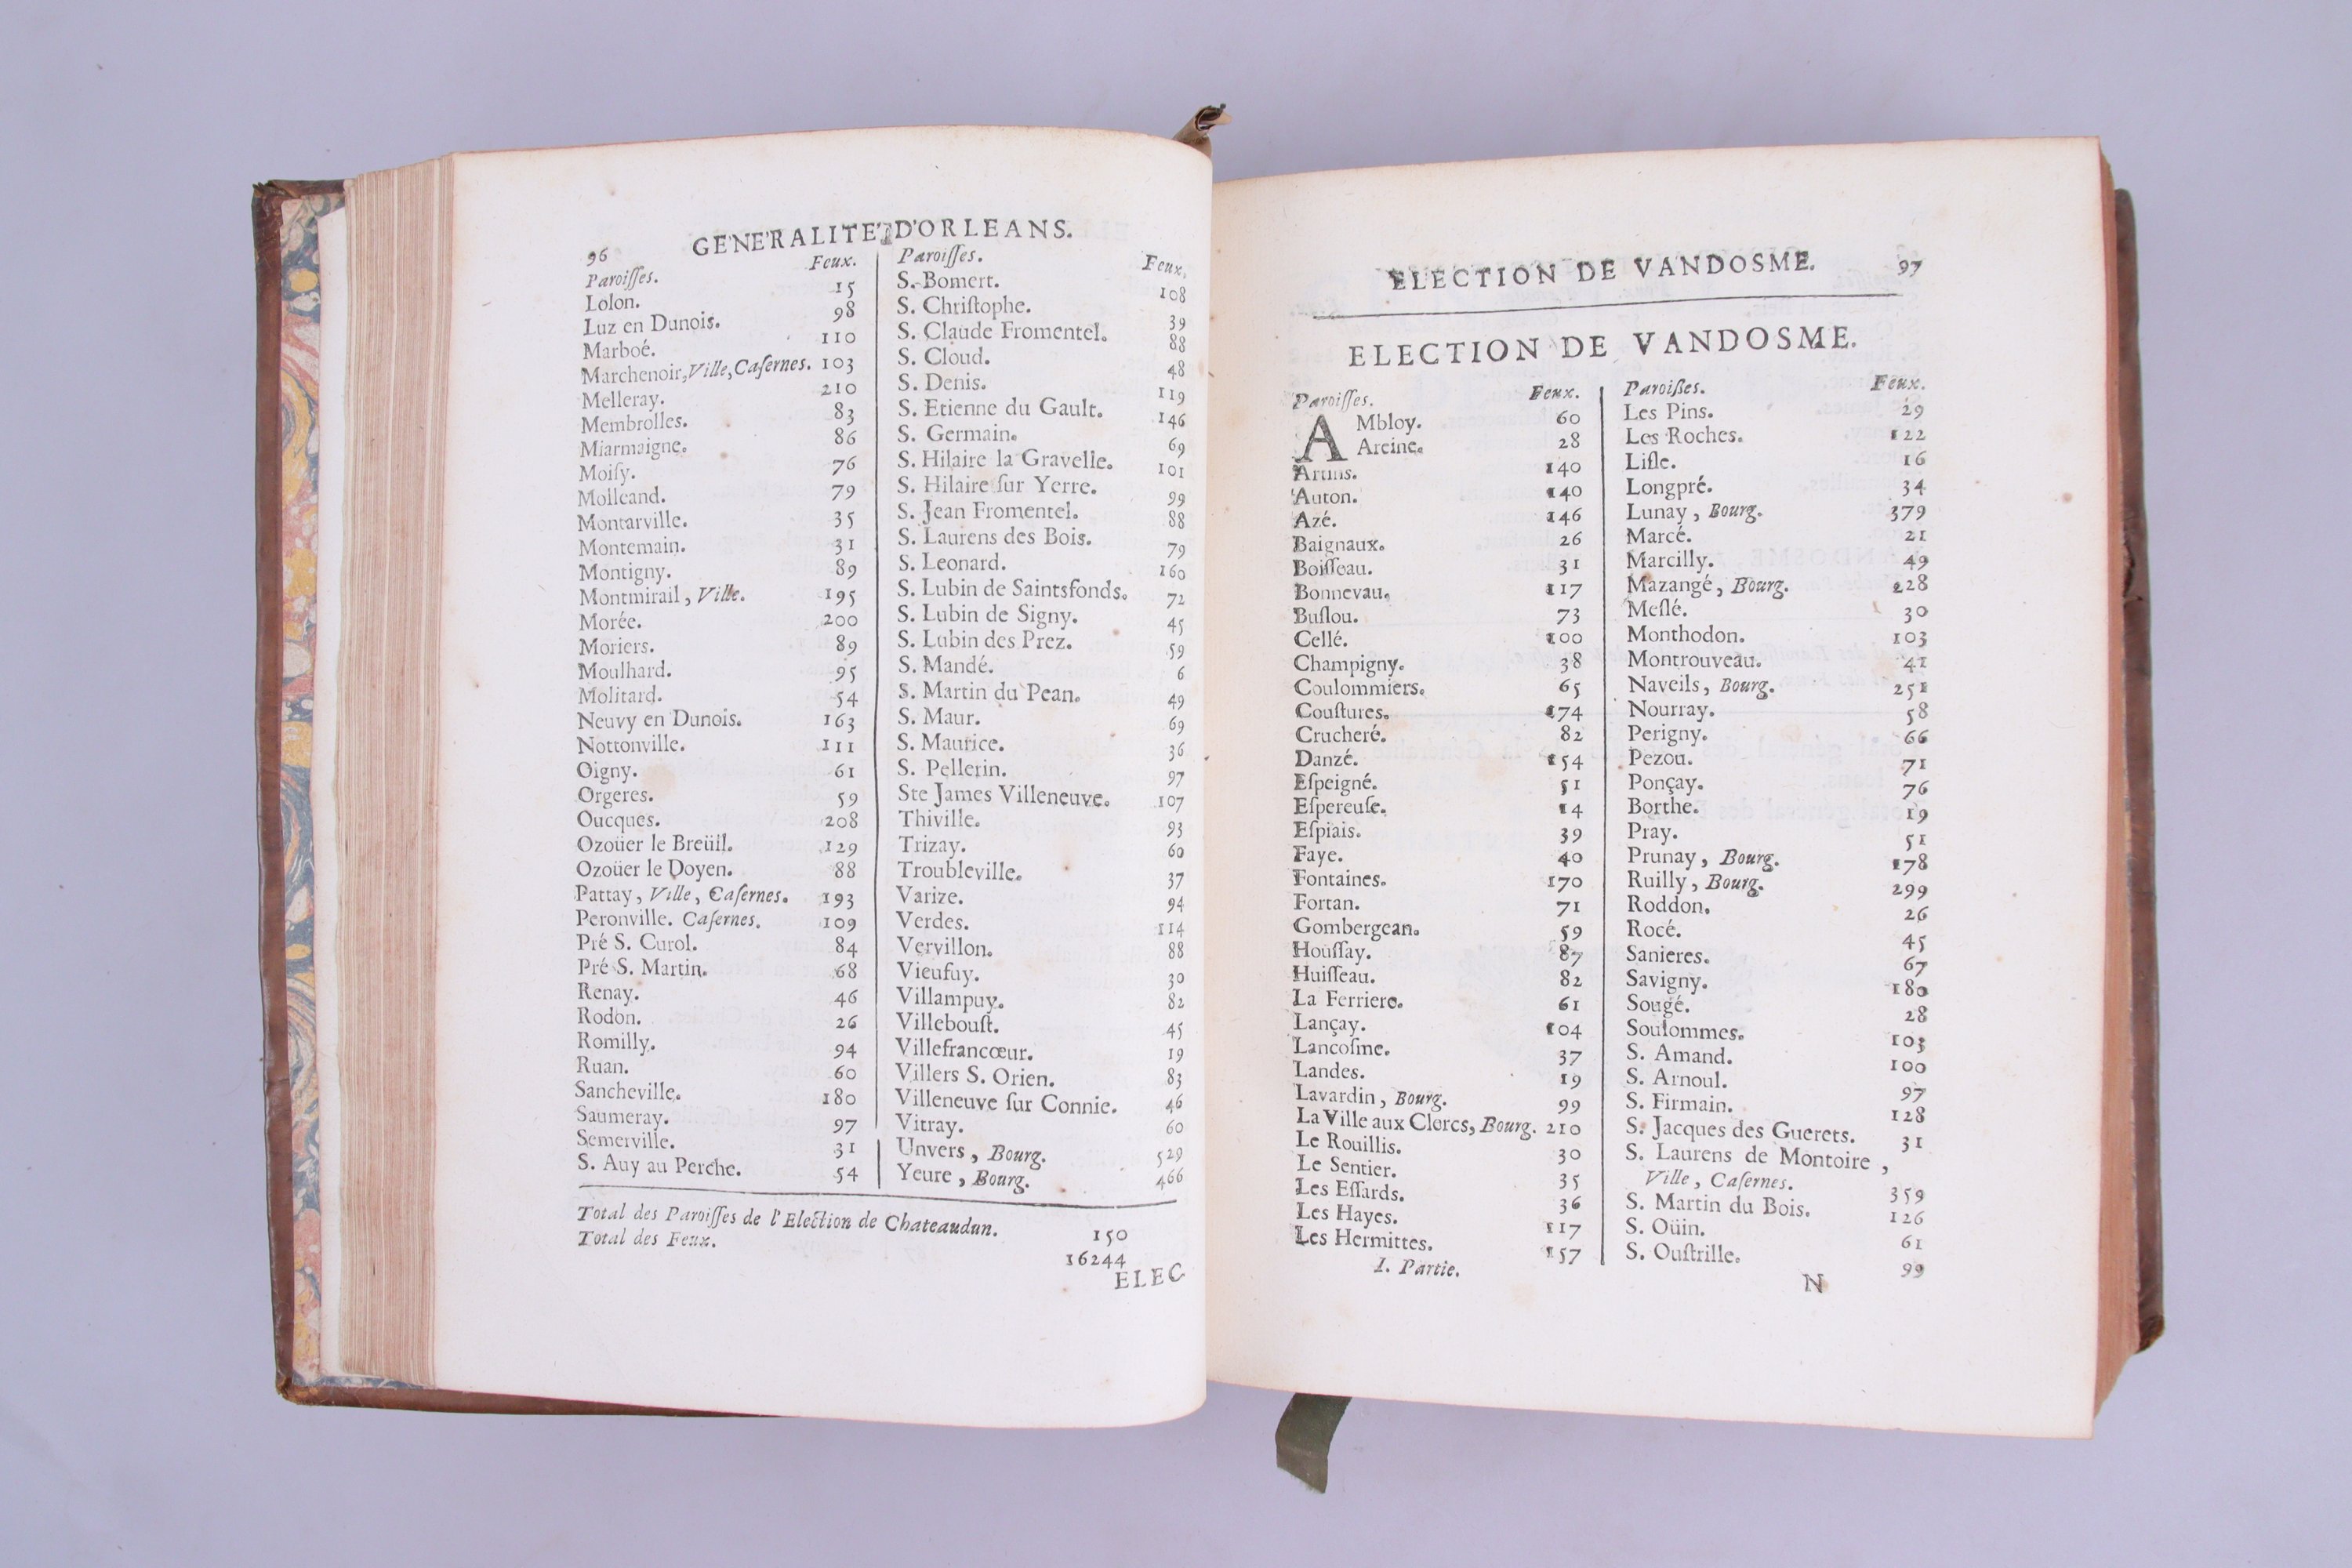 96 GENERALITE' D'ORLEANS.
Paroiſſes. Feux.
Lolon. 15
Luz en Dunois. 98
Marboé. 110
Marchenoir, Ville, Caſernes. 103
Melleray. 210
Membrolles. 83
Miarmaigne. 86
Moiſy. 76
Molleand. 79
Montarville. 35
Montemain. 31
Montigny. 89
Montmirail, Ville. 195
Morée. 200
Moriers. 89
Moulhard. 95
Molitard. 54
Neuvy en Dunois. 163
Nottonville. 111
Oigny. 61
Orgeres. 59
Oucques. 208
Ozoüer le Breüil. 129
Ozoüer le Doyen. 88
Pattay, Ville, Caſernes. 193
Peronville. Caſernes. 109
Pré S. Curol. 84
Pré S. Martin. 68
Renay. 46
Rodon. 26
Romilly. 94
Ruan. 60
Sancheville. 180
Saumeray. 97
Semerville. 31
S. Auy au Perche. 54
Paroiſſes. Feux.
S. Bomert. 108
S. Chriſtophe. 39
S. Claude Fromentel. 88
S. Cloud. 48
S. Denis. 119
S. Etienne du Gault. 146
S. Germain. 69
S. Hilaire la Gravelle. 101
S. Hilaire ſur Yerre. 99
S. Jean Fromentel. 88
S. Laurens des Bois. 79
S. Leonard. 160
S. Lubin de Saintsfonds. 72
S. Lubin de Signy. 45
S. Lubin des Prez. 59
S. Mandé. 6
S. Martin du Pean. 49
S. Maur. 69
S. Maurice. 36
S. Pellerin. 97
Ste James Villeneuve. 107
Thiville. 93
Trizay. 60
Troubleville. 37
Varize. 94
Verdes. 114
Vervillon. 88
Vieufuy. 30
Villampuy. 82
Villebouſt. 45
Villefrancœur. 19
Villers S. Orien. 83
Villeneuve ſur Connie. 46
Vitray. 60
Unvers, Bourg. 529
Yeure, Bourg. 466
Total des Paroiſſes de l'Election de Chateaudun. 150
Total des Feux. 16244
ELEC
ELECTION DE VANDOSME. 97
ELECTION DE VANDOSME.
Paroiſſes. Feux.
AMbloy. 60
Areine. 28
Artins. 140
Auton. 140
Azé. 146
Baignaux. 26
Boiſſeau. 31
Bonnevau. 117
Buſlou. 73
Cellé. 100
Champigny. 38
Coulommiers. 65
Couſtures. 174
Crucheré. 82
Danzé. 154
Eſpeigné. 51
Eſpereuſe. 14
Eſpiais. 39
Faye. 40
Fontaines. 170
Fortan. 71
Gombergean. 59
Houſſay. 87
Huiſſeau. 82
La Ferriere. 61
Lançay. 104
Lancoſme. 37
Landes. 19
Lavardin, Bourg. 99
La Ville aux Clercs, Bourg. 210
Le Rouillis. 30
Le Sentier. 35
Les Eſſards. 36
Les Hayes. 117
Les Hermittes. 157
Paroiſſes. Feux.
Les Pins. 29
Les Roches. 122
Liſle. 16
Longpré. 34
Lunay, Bourg. 379
Marcé. 21
Marcilly. 49
Mazangé, Bourg. 228
Meſlé. 30
Monthodon. 103
Montrouveau. 41
Naveils, Bourg. 251
Nourray. 58
Perigny. 66
Pezou. 71
Ponçay. 76
Borthe. 19
Pray. 51
Prunay, Bourg. 178
Ruilly, Bourg. 299
Roddon. 26
Rocé. 45
Sanieres. 67
Savigny. 180
Sougé. 28
Soulommes. 103
S. Amand. 100
S. Arnoul. 97
S. Firmain. 128
S. Jacques des Guerets. 31
S. Laurens de Montoire,
Ville, Caſernes. 359
S. Martin du Bois. 126
S. Oüin. 61
S. Ouſtrille. 99
I. Partie. N